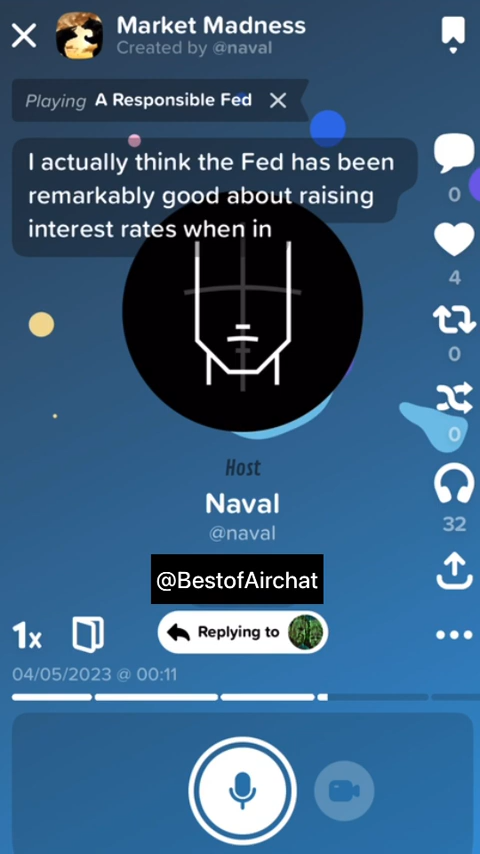 Market Madness
Created by @naval
Playing A Responsible Fed
I actually think the Fed has been
remarkably good about raising
interest rates when in
0
4
0
0
32
Host
Naval
@naval
@BestofAirchat
1x
Replying to
04/05/2023 @ 00:11